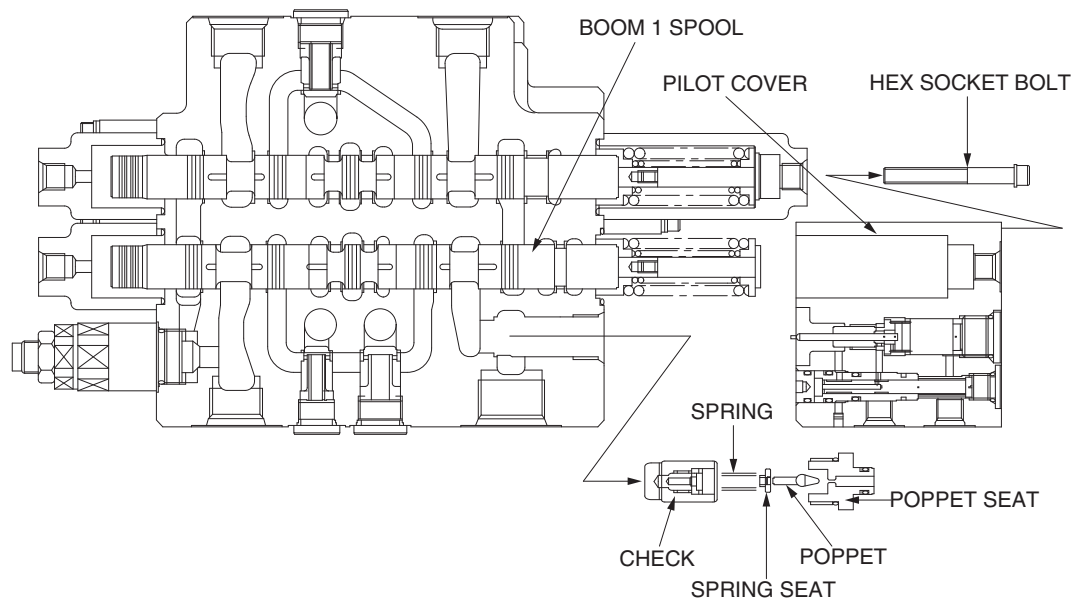 BOOM 1 SPOOL
PILOT COVER
HEX SOCKET BOLT
SPRING
POPPET SEAT
CHECK
POPPET
SPRING SEAT